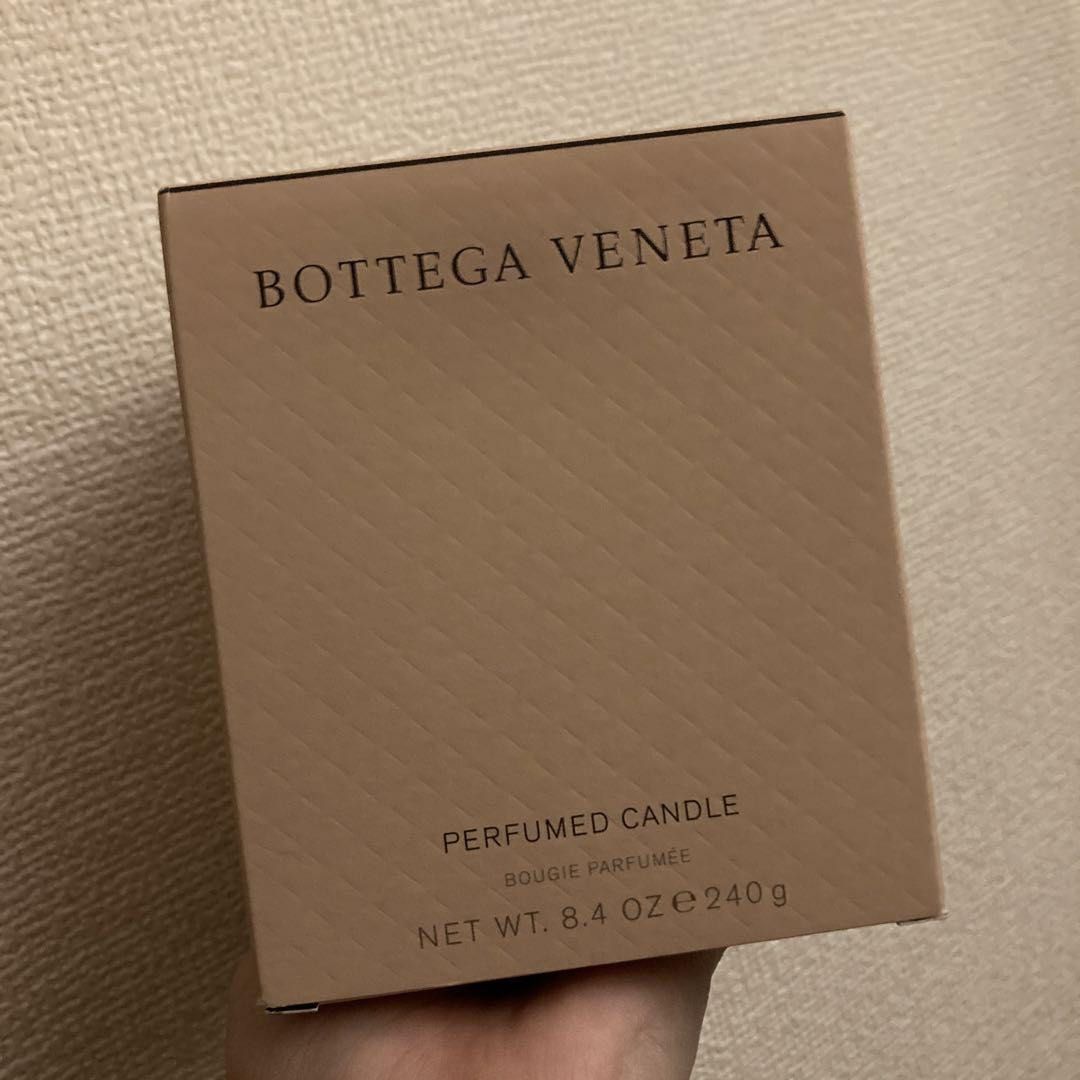 BOTTEGA VENETA
PERFUMED CANDLE
BOUGIE PARFUMÉE
NET WT. 8.4 OZ ℮ 240 g